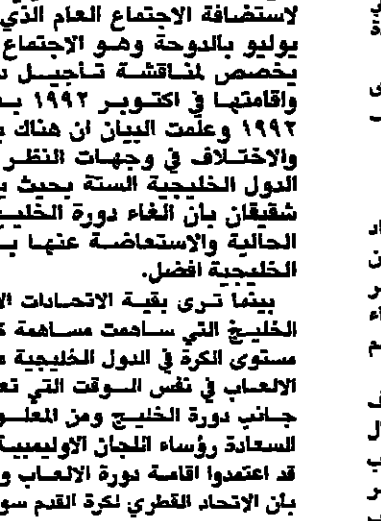 لاستضافة الاجتماع العام الذي
يوليو بالدوحة وهو الاجتماع
يخصص لمناقشة تأجيل
واقامتها في اكتوبر ١٩٩٢
١٩٩٢ وعلمت البيان ان هناك
والاختلاف في وجهات النظر
الدول الخليجية الستة بحيث
شقيقان بأن الغاء دورة الخليج
الحالية والاستعاضة عنها
الخليجية افضل.
بينما ترى بقية الاتحادات
الخليج التي ساهمت مساهمة
مستوى الكرة في الدول الخليجية
الالعاب في نفس الوقت التي
جانب دورة الخليج ومن
السعادة رؤساء اللجان الاوليمبية
قد اعتمدوا اقامة دورة الالعاب
بأن الاتحاد القطري لكرة القدم